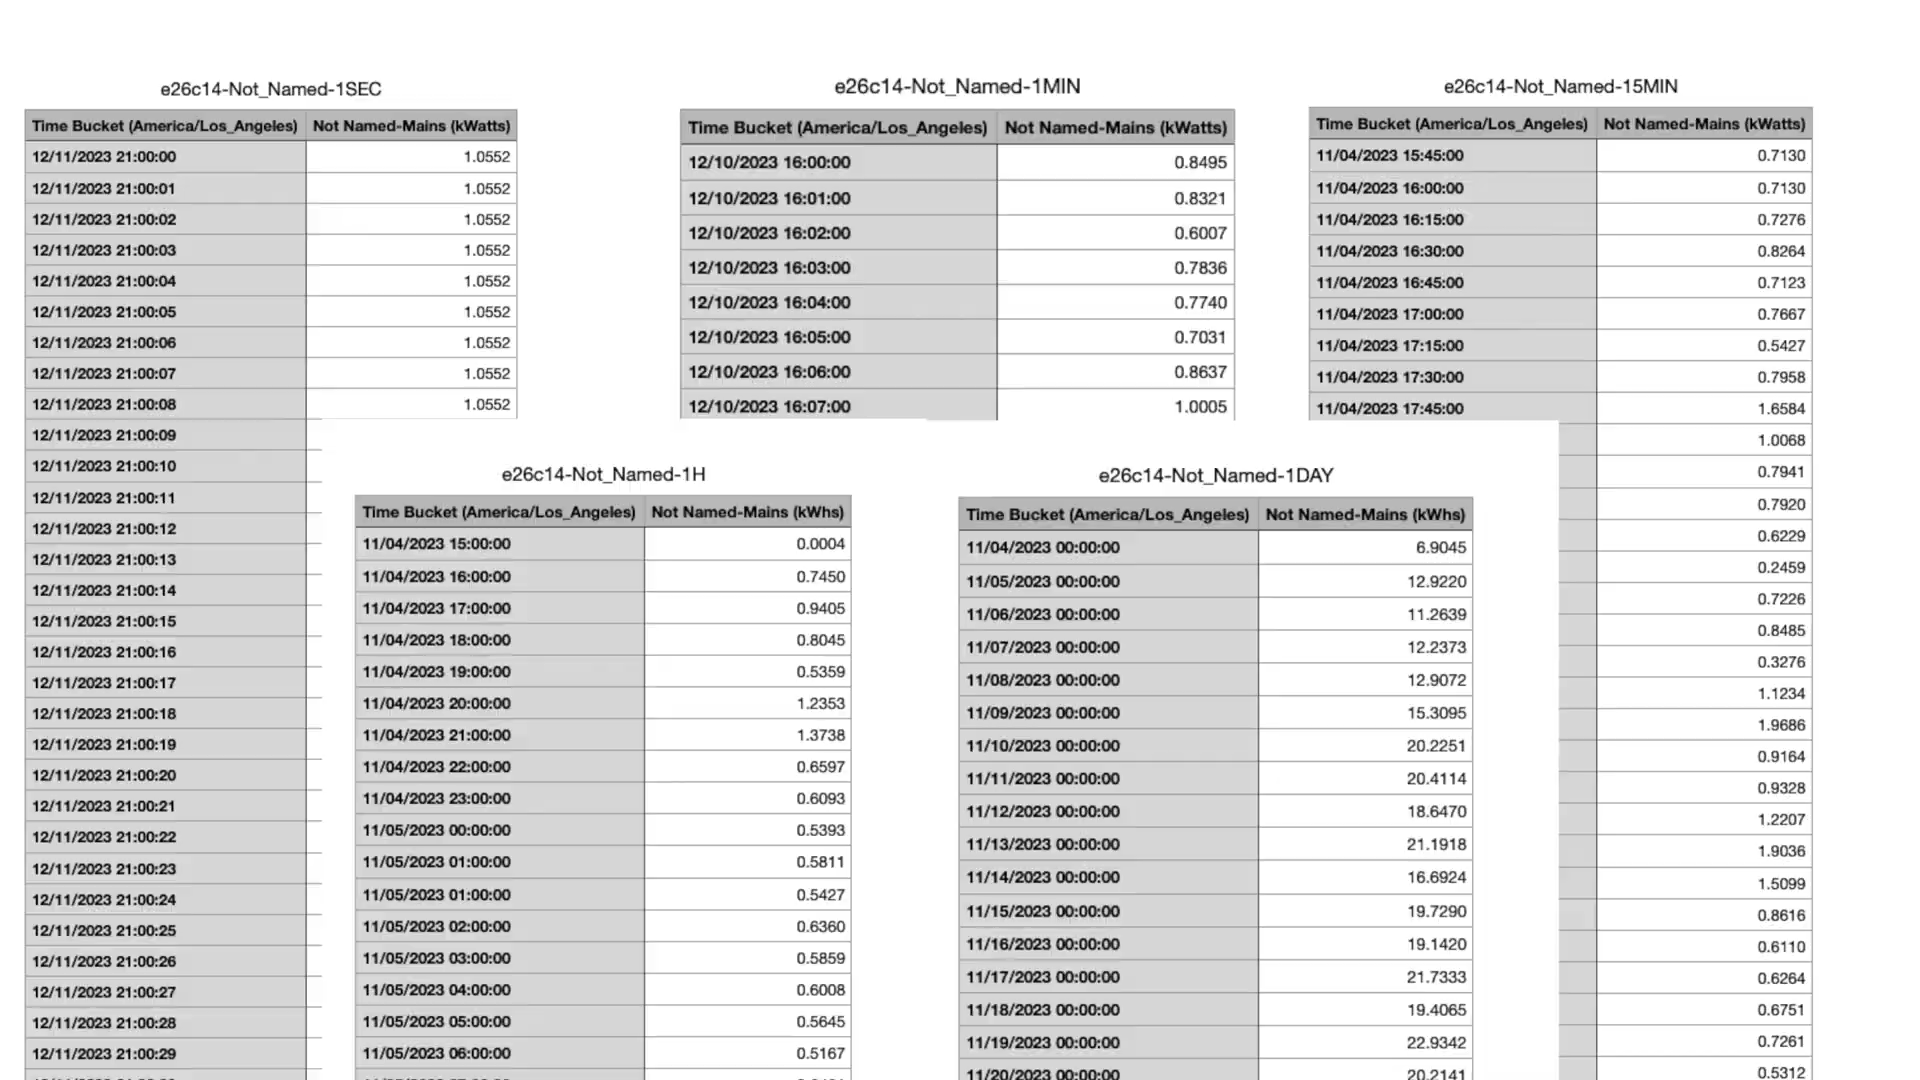 e26c14-Not_Named-1SEC
Time Bucket (America/Los_Angeles) Not Named-Mains (kWatts)
12/11/2023 21:00:00 1.0552
12/11/2023 21:00:01 1.0552
12/11/2023 21:00:02 1.0552
12/11/2023 21:00:03 1.0552
12/11/2023 21:00:04 1.0552
12/11/2023 21:00:05 1.0552
12/11/2023 21:00:06 1.0552
12/11/2023 21:00:07 1.0552
12/11/2023 21:00:08 1.0552
12/11/2023 21:00:09
12/11/2023 21:00:10
12/11/2023 21:00:11
12/11/2023 21:00:12
12/11/2023 21:00:13
12/11/2023 21:00:14
12/11/2023 21:00:15
12/11/2023 21:00:16
12/11/2023 21:00:17
12/11/2023 21:00:18
12/11/2023 21:00:19
12/11/2023 21:00:20
12/11/2023 21:00:21
12/11/2023 21:00:22
12/11/2023 21:00:23
12/11/2023 21:00:24
12/11/2023 21:00:25
12/11/2023 21:00:26
12/11/2023 21:00:27
12/11/2023 21:00:28
12/11/2023 21:00:29
e26c14-Not_Named-1MIN
Time Bucket (America/Los_Angeles) Not Named-Mains (kWatts)
12/10/2023 16:00:00 0.8495
12/10/2023 16:01:00 0.8321
12/10/2023 16:02:00 0.6007
12/10/2023 16:03:00 0.7836
12/10/2023 16:04:00 0.7740
12/10/2023 16:05:00 0.7031
12/10/2023 16:06:00 0.8637
12/10/2023 16:07:00 1.0005
e26c14-Not_Named-15MIN
Time Bucket (America/Los_Angeles) Not Named-Mains (kWatts)
11/04/2023 15:45:00 0.7130
11/04/2023 16:00:00 0.7130
11/04/2023 16:15:00 0.7276
11/04/2023 16:30:00 0.8264
11/04/2023 16:45:00 0.7123
11/04/2023 17:00:00 0.7667
11/04/2023 17:15:00 0.5427
11/04/2023 17:30:00 0.7958
11/04/2023 17:45:00 1.6584
1.0068
0.7941
0.7920
0.6229
0.2459
0.7226
0.8485
0.3276
1.1234
1.9686
0.9164
0.9328
1.2207
1.9036
1.5099
0.8616
0.6110
0.6264
0.6751
0.7261
0.5312
e26c14-Not_Named-1H
Time Bucket (America/Los_Angeles) Not Named-Mains (kWhs)
11/04/2023 15:00:00 0.0004
11/04/2023 16:00:00 0.7450
11/04/2023 17:00:00 0.9405
11/04/2023 18:00:00 0.8045
11/04/2023 19:00:00 0.5359
11/04/2023 20:00:00 1.2353
11/04/2023 21:00:00 1.3738
11/04/2023 22:00:00 0.6597
11/04/2023 23:00:00 0.6093
11/05/2023 00:00:00 0.5393
11/05/2023 01:00:00 0.5811
11/05/2023 01:00:00 0.5427
11/05/2023 02:00:00 0.6360
11/05/2023 03:00:00 0.5859
11/05/2023 04:00:00 0.6008
11/05/2023 05:00:00 0.5645
11/05/2023 06:00:00 0.5167
e26c14-Not_Named-1DAY
Time Bucket (America/Los_Angeles) Not Named-Mains (kWhs)
11/04/2023 00:00:00 6.9045
11/05/2023 00:00:00 12.9220
11/06/2023 00:00:00 11.2639
11/07/2023 00:00:00 12.2373
11/08/2023 00:00:00 12.9072
11/09/2023 00:00:00 15.3095
11/10/2023 00:00:00 20.2251
11/11/2023 00:00:00 20.4114
11/12/2023 00:00:00 18.6470
11/13/2023 00:00:00 21.1918
11/14/2023 00:00:00 16.6924
11/15/2023 00:00:00 19.7290
11/16/2023 00:00:00 19.1420
11/17/2023 00:00:00 21.7333
11/18/2023 00:00:00 19.4065
11/19/2023 00:00:00 22.9342
11/20/2023 00:00:00 20.2141